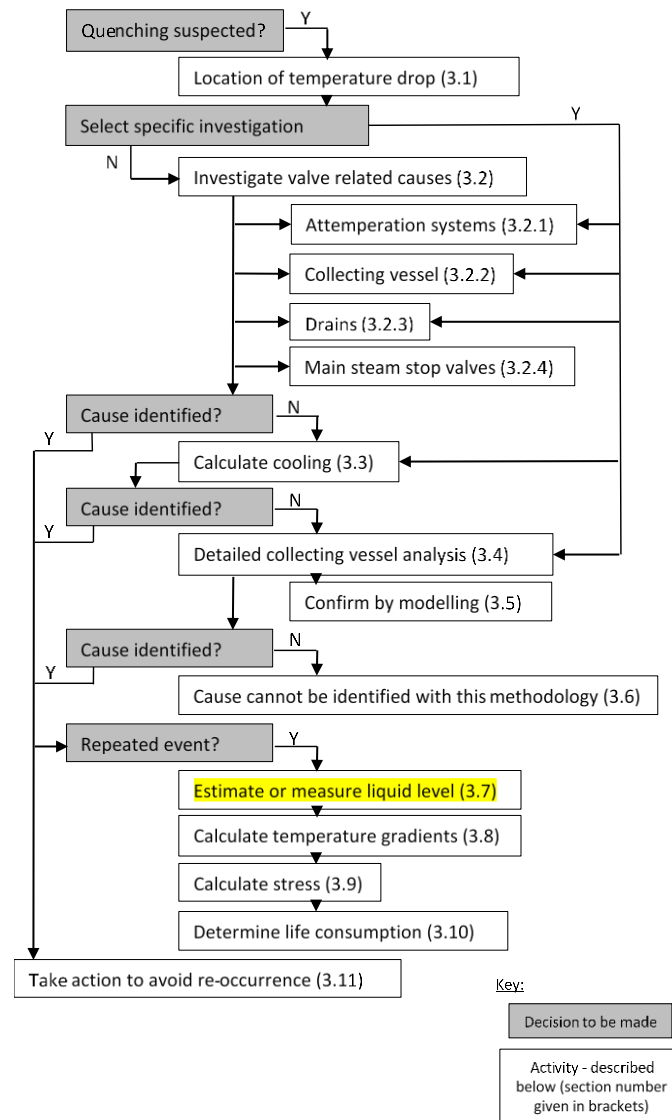 Quenching suspected?
Y
Location of temperature drop (3.1)
Select specific investigation
Y
N
Investigate valve related causes (3.2)
Attemperation systems (3.2.1)
Collecting vessel (3.2.2)
Drains (3.2.3)
Main steam stop valves (3.2.4)
Cause identified?
N
Y
Calculate cooling (3.3)
Cause identified?
N
Y
Detailed collecting vessel analysis (3.4)
Confirm by modelling (3.5)
Cause identified?
N
Y
Cause cannot be identified with this methodology (3.6)
Repeated event?
Y
Estimate or measure liquid level (3.7)
Calculate temperature gradients (3.8)
Calculate stress (3.9)
Determine life consumption (3.10)
Take action to avoid re-occurrence (3.11)
Key:
Decision to be made
Activity - described
below (section number
given in brackets)